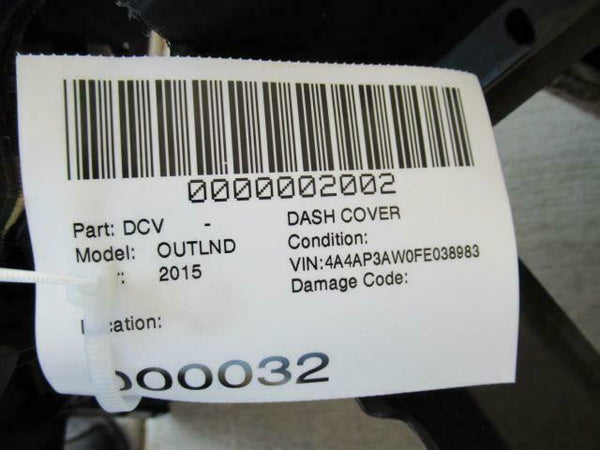 0000002002
Part: DCV - DASH COVER
Model: OUTLND Condition:
: 2015 VIN:4A4AP3AW0FE038983
Damage Code:
cation:
00032